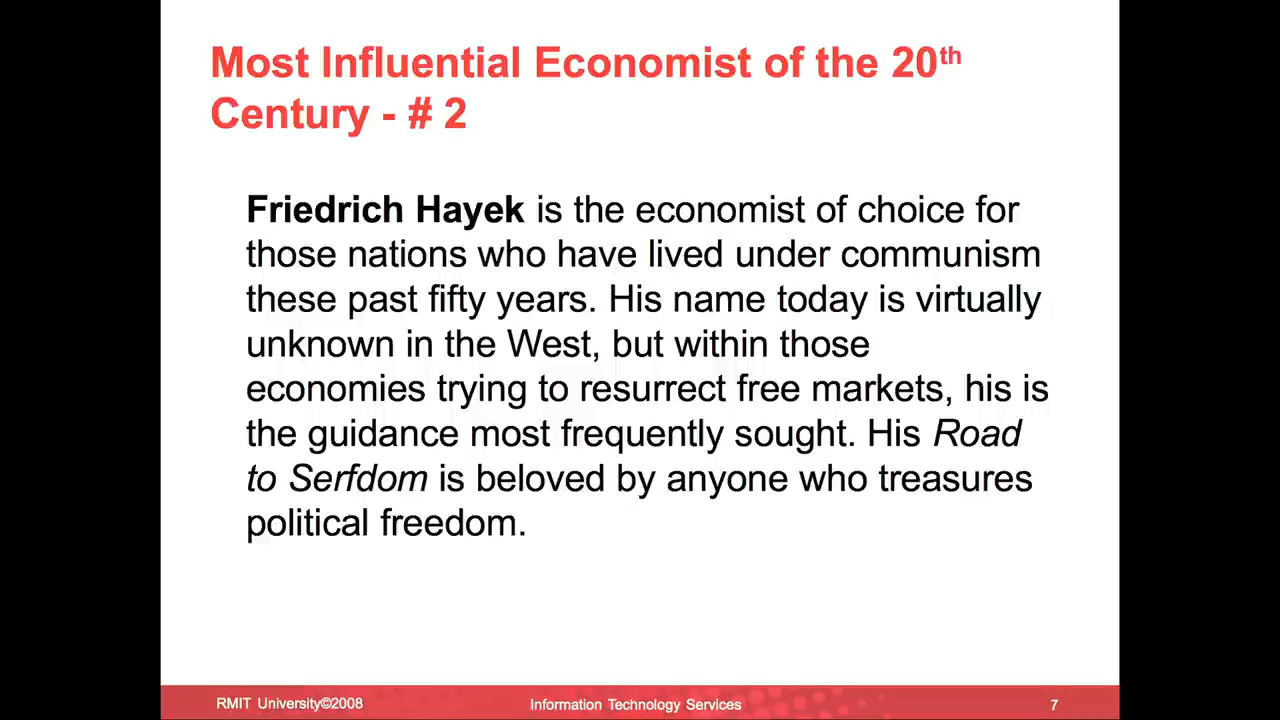 Most Influential Economist of the 20th
Century - # 2
Friedrich Hayek is the economist of choice for
those nations who have lived under communism
these past fifty years. His name today is virtually
unknown in the West, but within those
economies trying to resurrect free markets, his is
the guidance most frequently sought. His Road
to Serfdom is beloved by anyone who treasures
political freedom.
RMIT University©2008
Information Technology Services
7